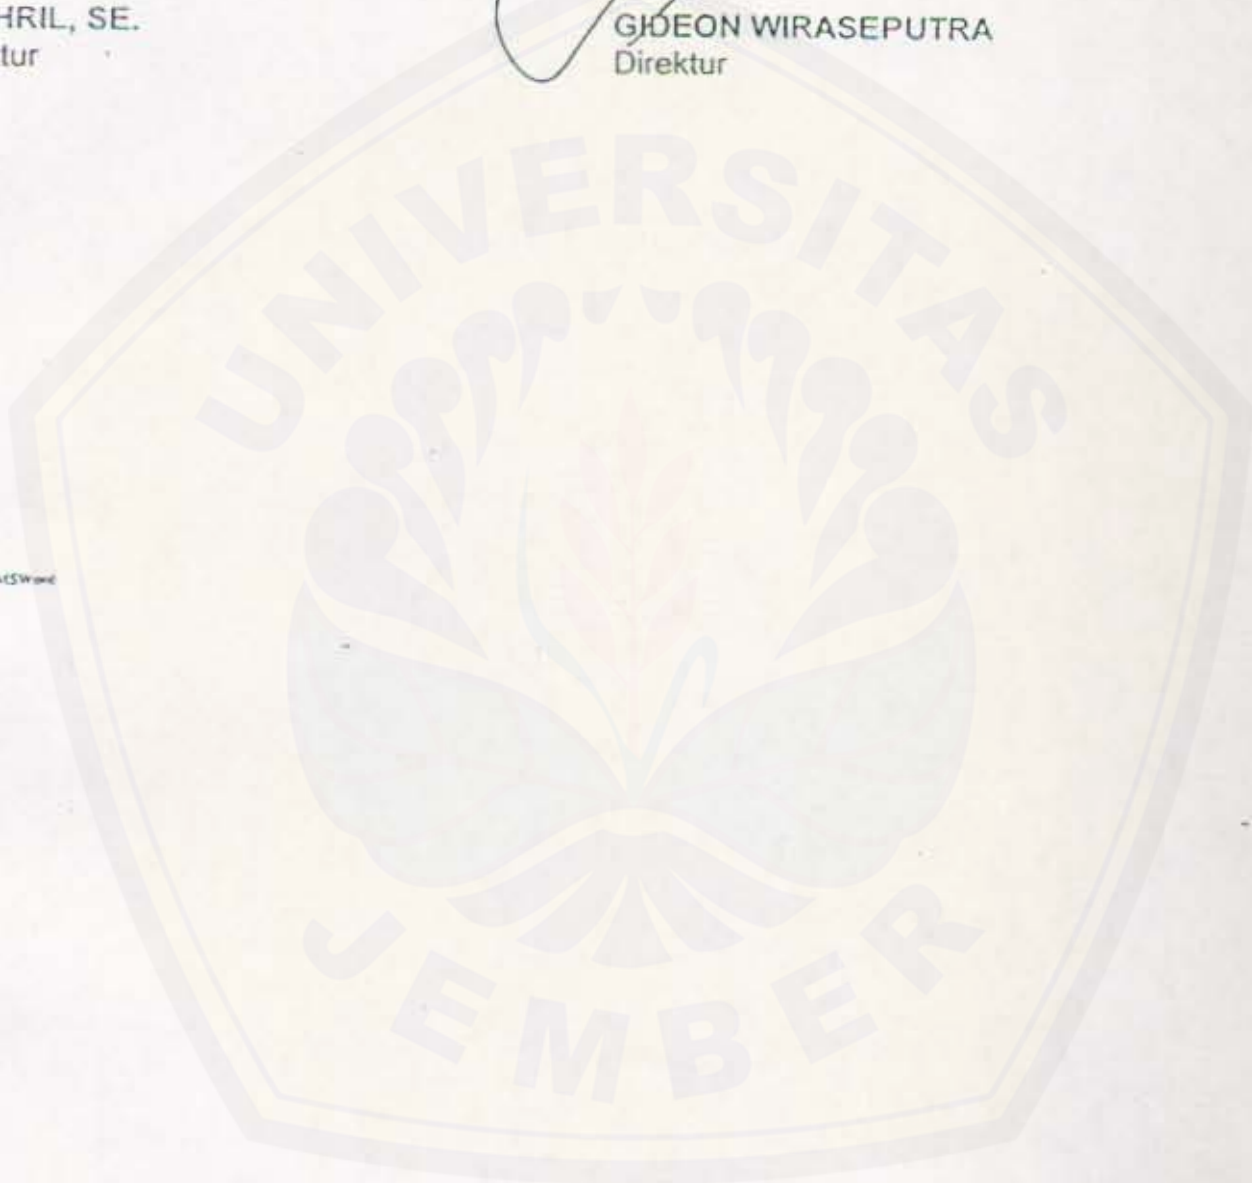 HRIL, SE.
tur
GIDEON WIRASEPUTRA
Direktur
UNIVERSITAS
JEMBER